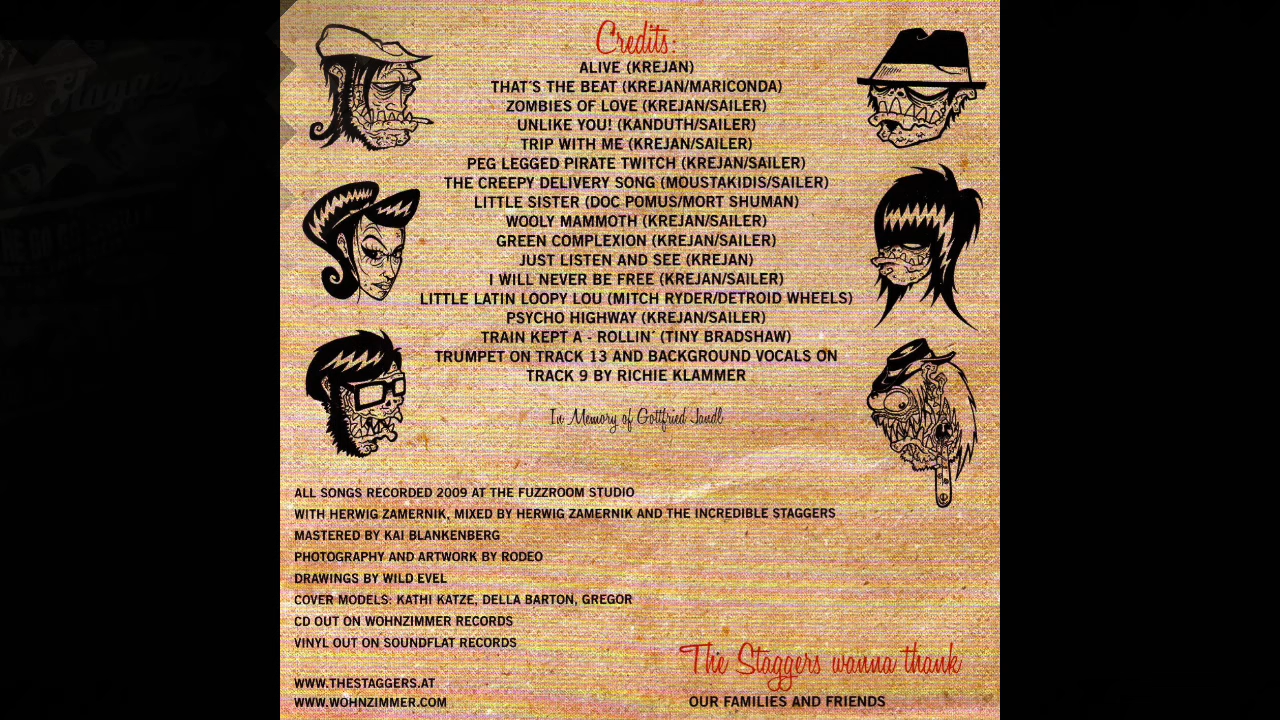 Credits:
ALIVE (KREJAN)
THAT'S THE BEAT (KREJAN/MARICONDA)
ZOMBIES OF LOVE (KREJAN/SAILER)
UNLIKE YOU! (KANDUTH/SAILER)
TRIP WITH ME (KREJAN/SAILER)
PEG LEGGED PIRATE TWITCH (KREJAN/SAILER)
THE CREEPY DELIVERY SONG (MOUSTAKIDIS/SAILER)
LITTLE SISTER (DOC POMUS/MORT SHUMAN)
WOOLY MAMMOTH (KREJAN/SAILER)
GREEN COMPLEXION (KREJAN/SAILER)
JUST LISTEN AND SEE (KREJAN)
I WILL NEVER BE FREE (KREJAN/SAILER)
LITTLE LATIN LOOPY LOU (MITCH RYDER/DETROID WHEELS)
PSYCHO HIGHWAY (KREJAN/SAILER)
TRAIN KEPT A - ROLLIN' (TINY BRADSHAW)
TRUMPET ON TRACK 13 AND BACKGROUND VOCALS ON
TRACK 9 BY RICHIE KLAMMER
In Memory of Gottfried Jandl
ALL SONGS RECORDED 2009 AT THE FUZZROOM STUDIO
WITH HERWIG ZAMERNIK, MIXED BY HERWIG ZAMERNIK AND THE INCREDIBLE STAGGERS
MASTERED BY KAI BLANKENBERG
PHOTOGRAPHY AND ARTWORK BY RODEO
DRAWINGS BY WILD EVEL
COVER MODELS: KATHI KATZE, DELLA BARTON, GREGOR
CD OUT ON WOHNZIMMER RECORDS
VINYL OUT ON SOUNDFLAT RECORDS
WWW.THESTAGGERS.AT
WWW.WOHNZIMMER.COM
The Staggers wanna thank
OUR FAMILIES AND FRIENDS